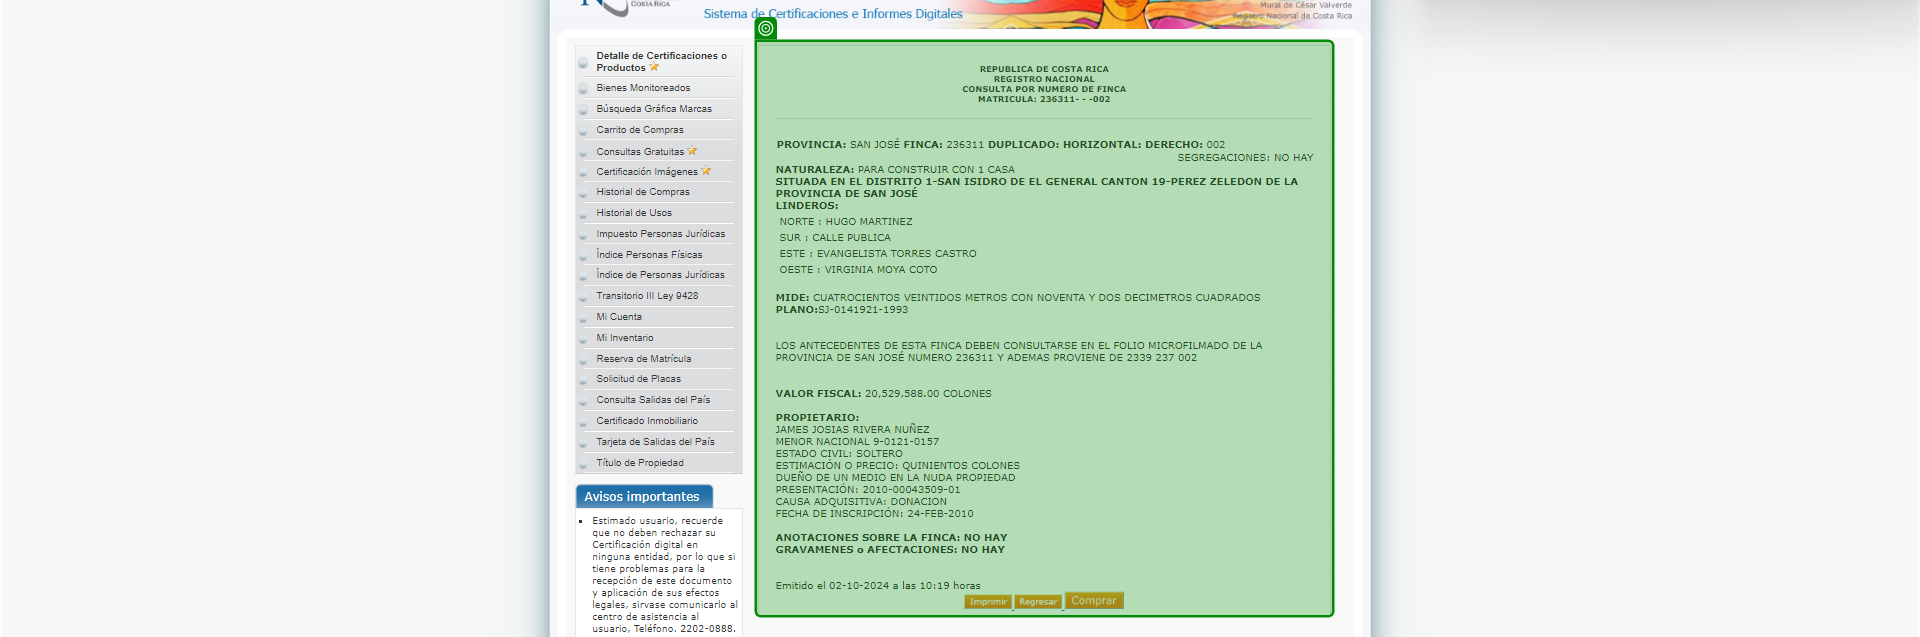 COSTA RICA
Sistema de Certificaciones e Informes Digitales
Mural de César Valverde
Registro Nacional de Costa Rica
Detalle de Certificaciones o
Productos
Bienes Monitoreados
Búsqueda Gráfica Marcas
Carrito de Compras
Consultas Gratuitas
Certificación Imágenes
Historial de Compras
Historial de Usos
Impuesto Personas Jurídicas
Índice Personas Físicas
Índice de Personas Jurídicas
Transitorio III Ley 9428
Mi Cuenta
Mi Inventario
Reserva de Matrícula
Solicitud de Placas
Consulta Salidas del País
Certificado Inmobiliario
Tarjeta de Salidas del País
Título de Propiedad
Avisos importantes
Estimado usuario, recuerde
que no deben rechazar su
Certificación digital en
ninguna entidad, por lo que si
tiene problemas para la
recepción de este documento
y aplicación de sus efectos
legales, sirvase comunicarlo al
centro de asistencia al
usuario, Teléfono. 2202-0888.
REPUBLICA DE COSTA RICA
REGISTRO NACIONAL
CONSULTA POR NUMERO DE FINCA
MATRICULA: 236311- - -002
PROVINCIA: SAN JOSÉ FINCA: 236311 DUPLICADO: HORIZONTAL: DERECHO: 002
SEGREGACIONES: NO HAY
NATURALEZA: PARA CONSTRUIR CON 1 CASA
SITUADA EN EL DISTRITO 1-SAN ISIDRO DE EL GENERAL CANTON 19-PEREZ ZELEDON DE LA
PROVINCIA DE SAN JOSÉ
LINDEROS:
NORTE : HUGO MARTINEZ
SUR : CALLE PUBLICA
ESTE : EVANGELISTA TORRES CASTRO
OESTE : VIRGINIA MOYA COTO
MIDE: CUATROCIENTOS VEINTIDOS METROS CON NOVENTA Y DOS DECIMETROS CUADRADOS
PLANO:SJ-0141921-1993
LOS ANTECEDENTES DE ESTA FINCA DEBEN CONSULTARSE EN EL FOLIO MICROFILMADO DE LA
PROVINCIA DE SAN JOSÉ NUMERO 236311 Y ADEMAS PROVIENE DE 2339 237 002
VALOR FISCAL: 20,529,588.00 COLONES
PROPIETARIO:
JAMES JOSIAS RIVERA NUÑEZ
MENOR NACIONAL 9-0121-0157
ESTADO CIVIL: SOLTERO
ESTIMACIÓN O PRECIO: QUINIENTOS COLONES
DUEÑO DE UN MEDIO EN LA NUDA PROPIEDAD
PRESENTACIÓN: 2010-00043509-01
CAUSA ADQUISITIVA: DONACION
FECHA DE INSCRIPCIÓN: 24-FEB-2010
ANOTACIONES SOBRE LA FINCA: NO HAY
GRAVAMENES o AFECTACIONES: NO HAY
Emitido el 02-10-2024 a las 10:19 horas
Imprimir Regresar Comprar